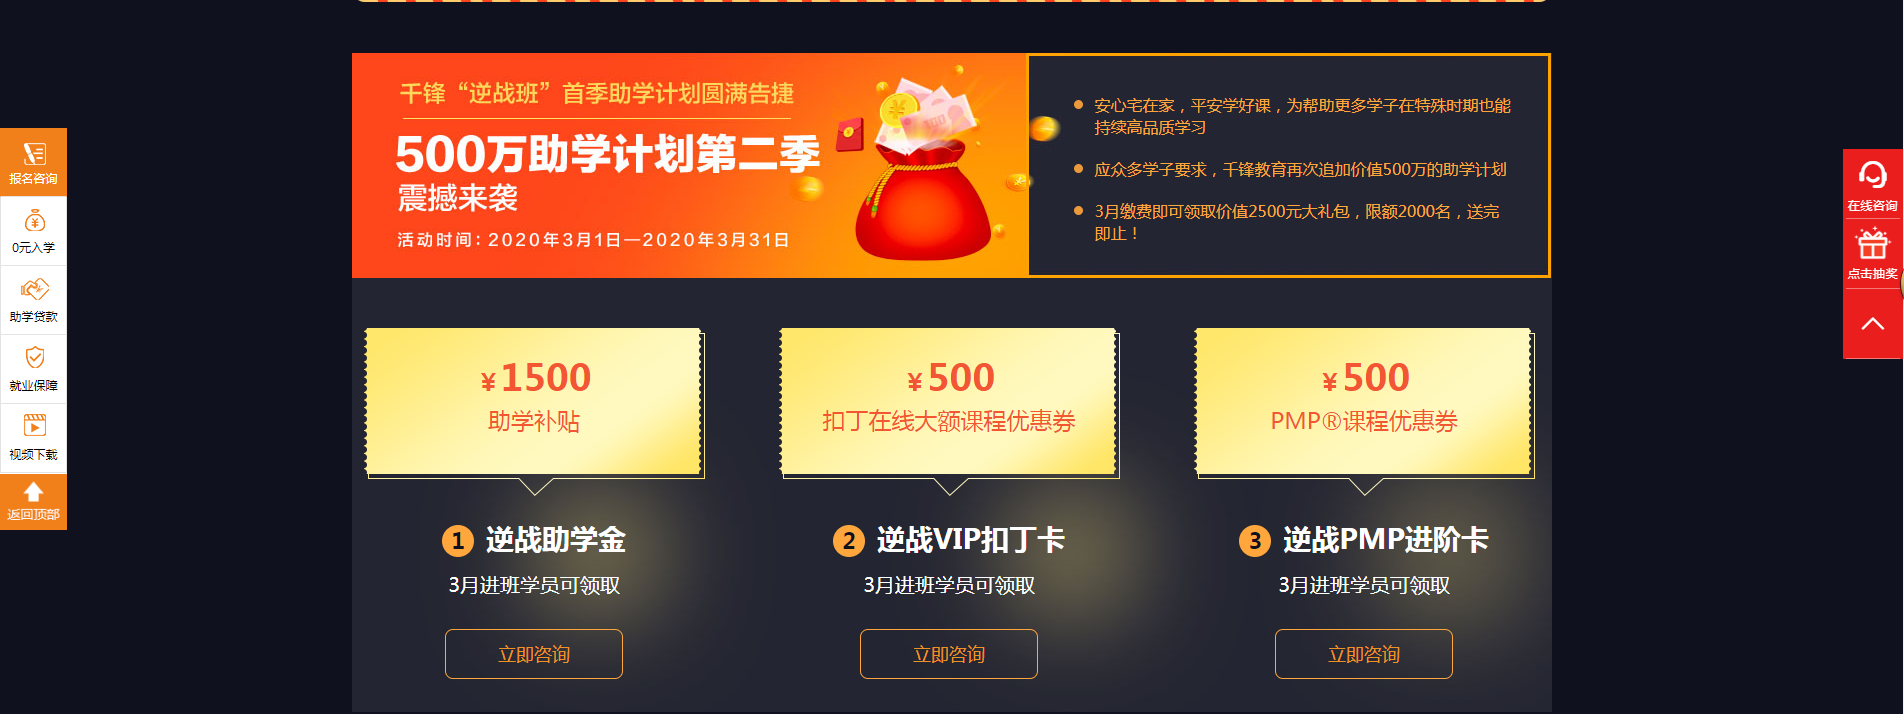 千锋“逆战班”首季助学计划圆满告捷
500万助学计划第二季
震撼来袭
活动时间：2020年3月1日—2020年3月31日
安心宅在家，平安学好课，为帮助更多学子在特殊时期也能
持续高品质学习
应众多学子要求，千锋教育再次追加价值500万的助学计划
3月缴费即可领取价值2500元大礼包，限额2000名，送完
即止！
报名咨询
0元入学
助学贷款
就业保障
视频下载
返回顶部
¥1500
助学补贴
1 逆战助学金
3月进班学员可领取
立即咨询
¥500
扣丁在线大额课程优惠券
2 逆战VIP扣丁卡
3月进班学员可领取
立即咨询
¥500
PMP®课程优惠券
3 逆战PMP进阶卡
3月进班学员可领取
立即咨询
在线咨询
点击抽奖